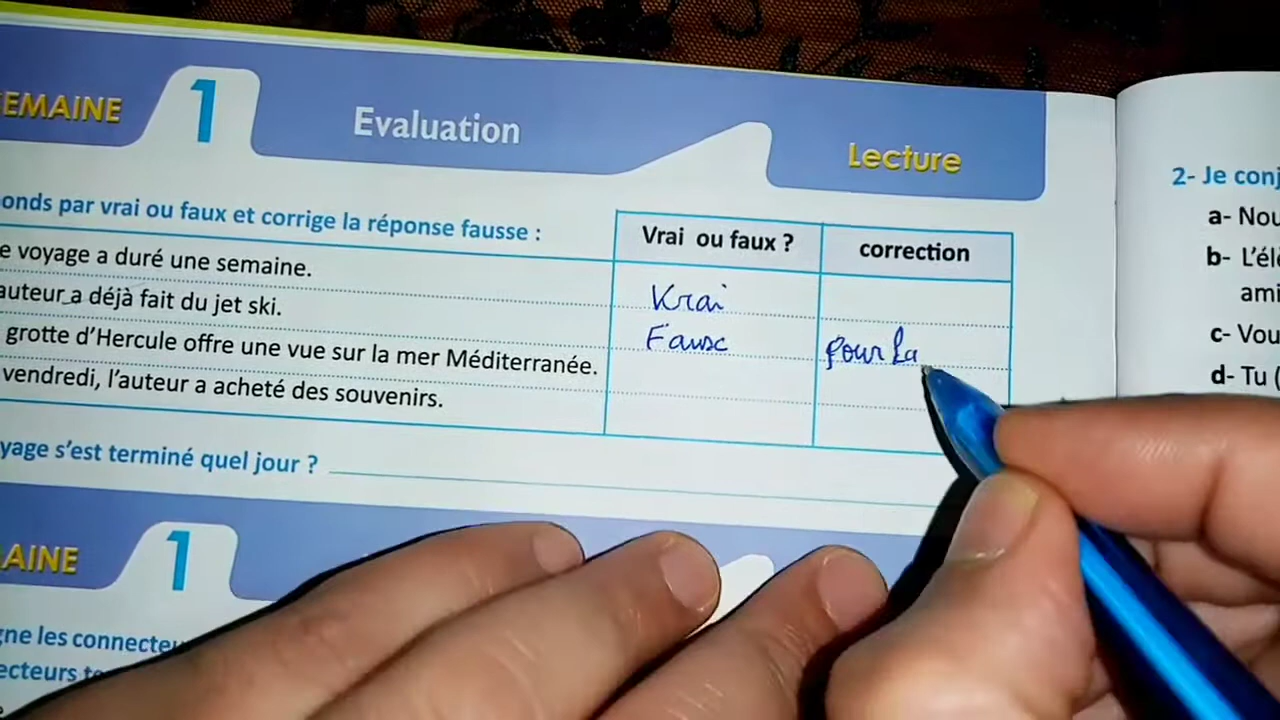 EMAINE 1 Evaluation Lecture
onds par vrai ou faux et corrige la réponse fausse :
Vrai ou faux ? correction
e voyage a duré une semaine. Vrai
auteur a déjà fait du jet ski. Faux pour la
grotte d'Hercule offre une vue sur la mer Méditerranée.
vendredi, l'auteur a acheté des souvenirs.
yage s'est terminé quel jour ?
AINE 1
gne les connecteu
ecteurs te
2- Je conj
a- Nou
b- L'élè
ami
c- Vou
d- Tu (